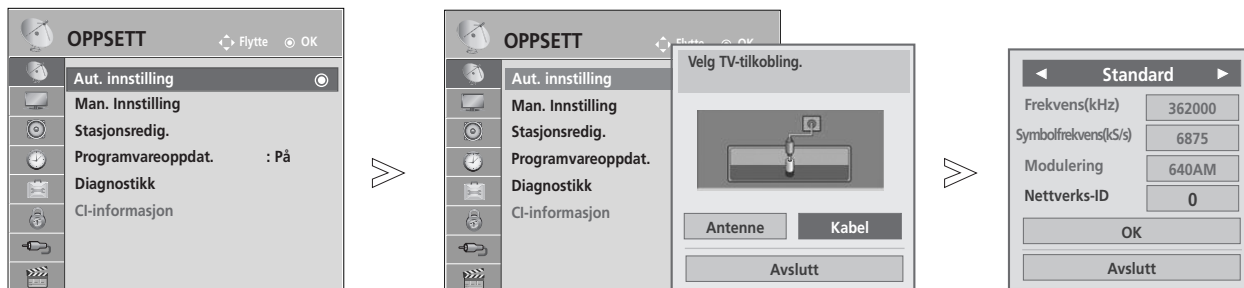 OPPSETT Flytte OK
Aut. innstilling
Man. Innstilling
Stasjonsredig.
Programvareoppdat. : På
Diagnostikk
CI-informasjon
OPPSETT Flytte OK
Aut. innstilling
Man. Innstilling
Stasjonsredig.
Programvareoppdat.
Diagnostikk
CI-informasjon
Velg TV-tilkobling.
Antenne Kabel
Avslutt
◄ Standard ►
Frekvens(kHz) 362000
Symbolfrekvens(kS/s) 6875
Modulering 640AM
Nettverks-ID 0
OK
Avslutt